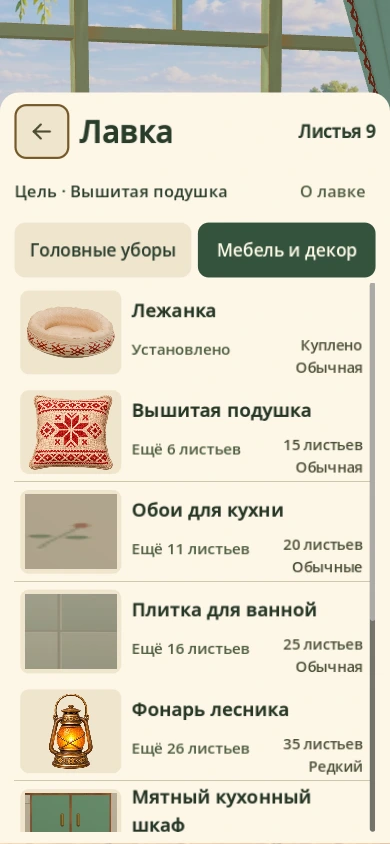 Лавка
Листья 9
Цель · Вышитая подушка
О лавке
Головные уборы
Мебель и декор
Лежанка
Установлено
Куплено
Обычная
Вышитая подушка
Ещё 6 листьев
15 листьев
Обычная
Обои для кухни
Ещё 11 листьев
20 листьев
Обычные
Плитка для ванной
Ещё 16 листьев
25 листьев
Обычная
Фонарь лесника
Ещё 26 листьев
35 листьев
Редкий
Мятный кухонный
шкаф